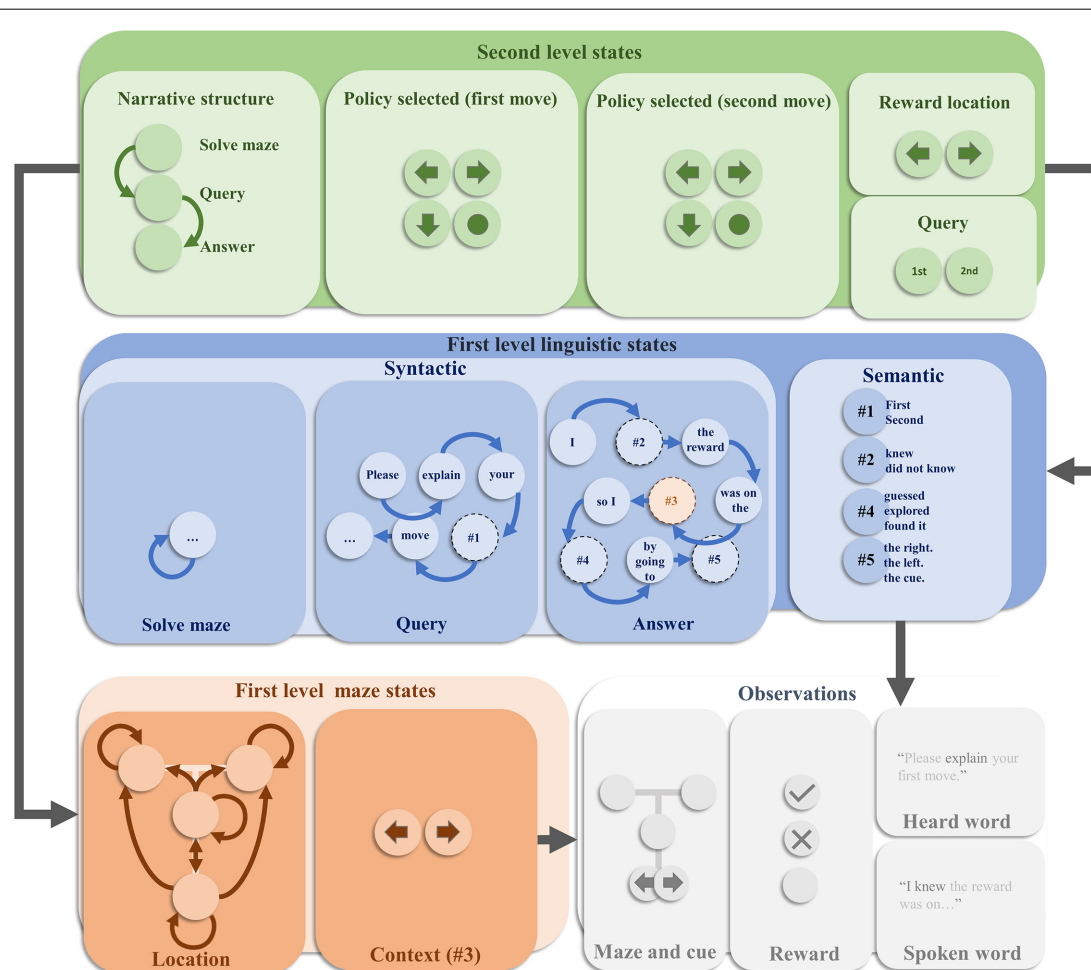 Second level states
Narrative structure
Solve maze
Query
Answer
Policy selected (first move)
Policy selected (second move)
Reward location
Query
1st
2nd
First level linguistic states
Syntactic
...
Solve maze
Please
explain
your
#1
move
...
Query
I
#2
the
reward
was on
the
#3
so I
#4
by
going
to
#5
Answer
Semantic
#1
First
Second
#2
knew
did not know
#4
guessed
explored
found it
#5
the right.
the left.
the cue.
First level maze states
Location
Context (#3)
Observations
Maze and cue
Reward
“Please explain your
first move.”
Heard word
“I knew the reward
was on…”
Spoken word